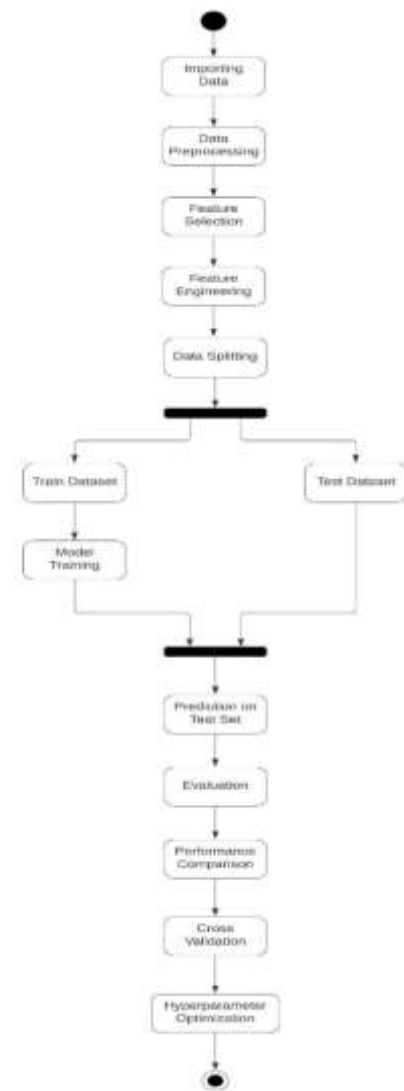 Importing
Data
Data
Preprocessing
Feature
Selection
Feature
Engineering
Data Splitting
Train Dataset
Test Dataset
Model
Training
Prediction on
Test Set
Evaluation
Performance
Comparison
Cross
Validation
Hyperparameter
Optimization